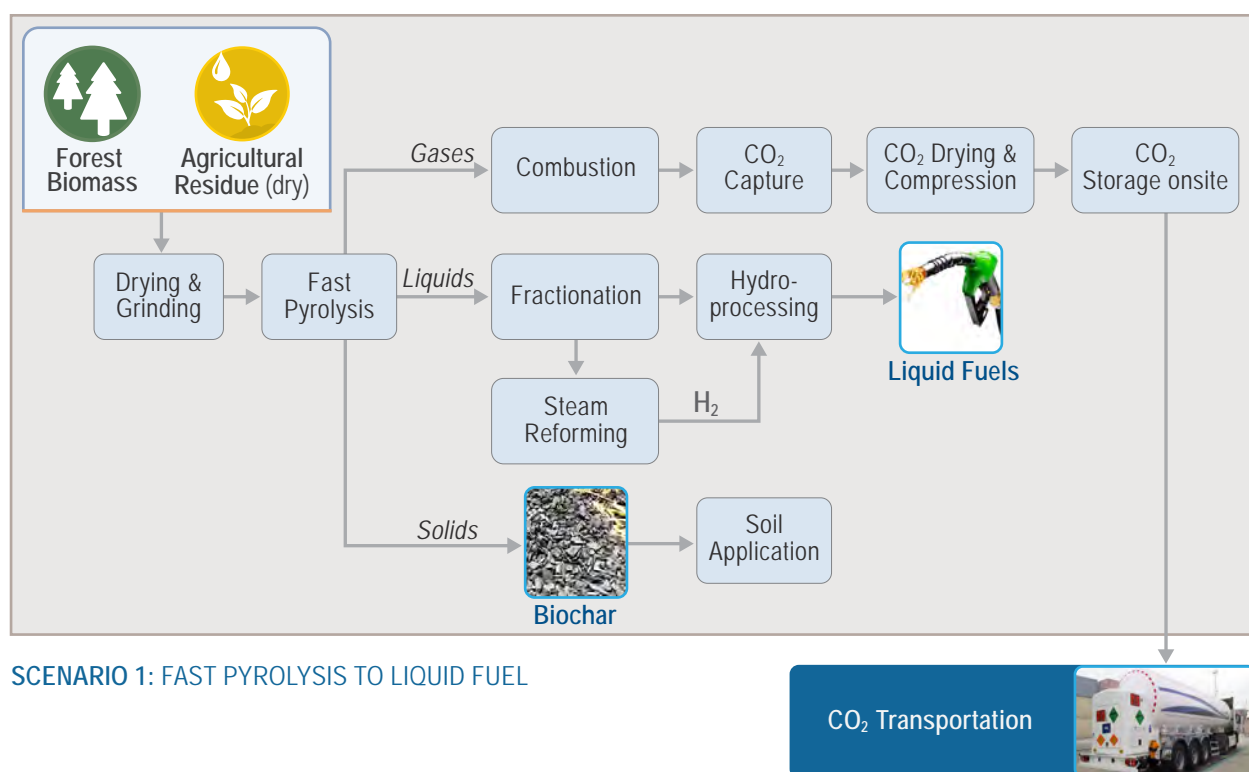 Forest
Biomass
Agricultural
Residue (dry)
Gases
Combustion
CO₂
Capture
CO₂ Drying &
Compression
CO₂
Storage onsite
Drying &
Grinding
Fast
Pyrolysis
Liquids
Fractionation
Hydro-
processing
Liquid Fuels
Steam
Reforming
H₂
Solids
Biochar
Soil
Application
SCENARIO 1: FAST PYROLYSIS TO LIQUID FUEL
CO₂ Transportation